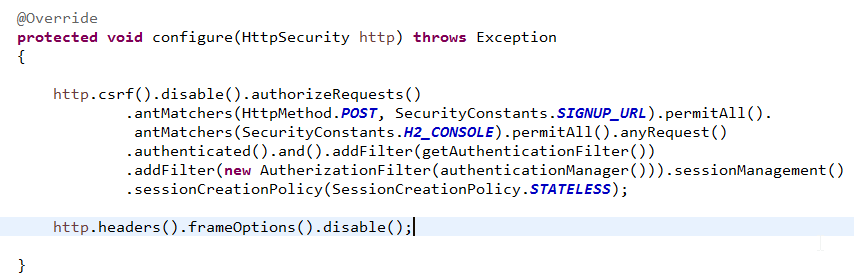 @Override
protected void configure(HttpSecurity http) throws Exception
{
http.csrf().disable().authorizeRequests()
.antMatchers(HttpMethod.POST, SecurityConstants.SIGNUP_URL).permitAll().
antMatchers(SecurityConstants.H2_CONSOLE).permitAll().anyRequest()
.authenticated().and().addFilter(getAuthenticationFilter())
.addFilter(new AutherizationFilter(authenticationManager())).sessionManagement()
.sessionCreationPolicy(SessionCreationPolicy.STATELESS);
http.headers().frameOptions().disable();
}